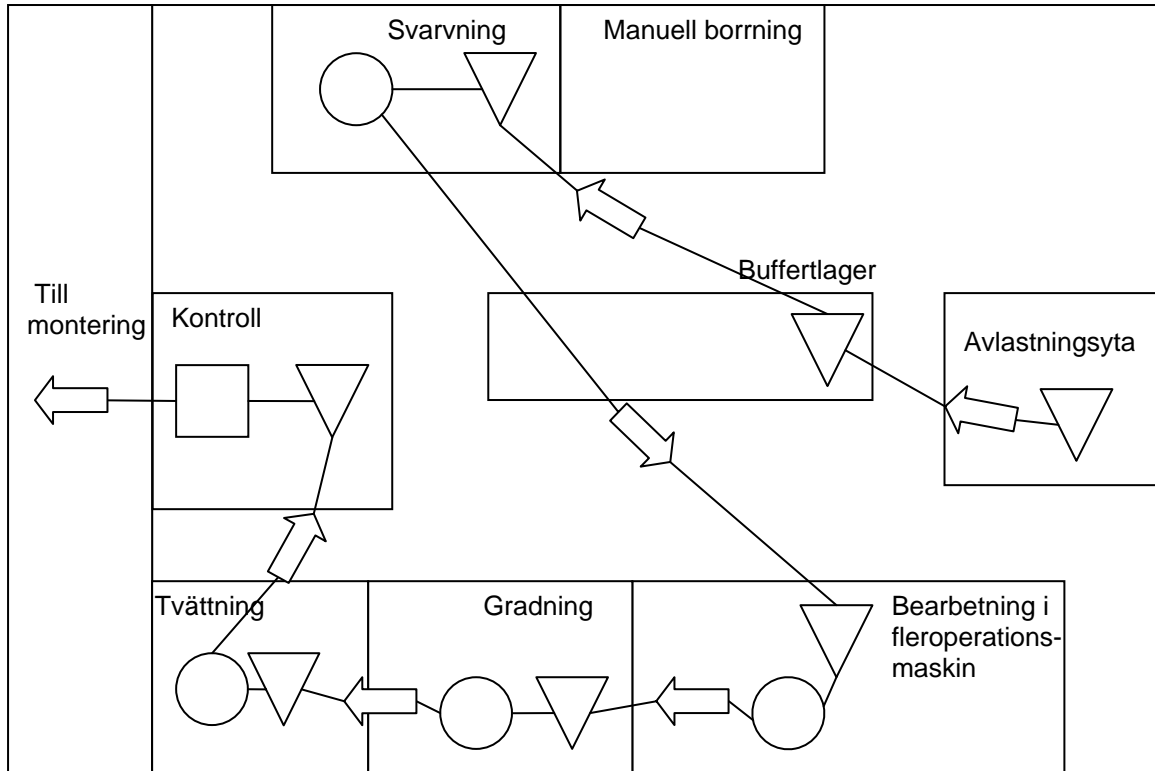 Svarvning
Manuell borrning
Buffertlager
Till
montering
Kontroll
Avlastningsyta
Tvättning
Gradning
Bearbetning i
fleroperations-
maskin